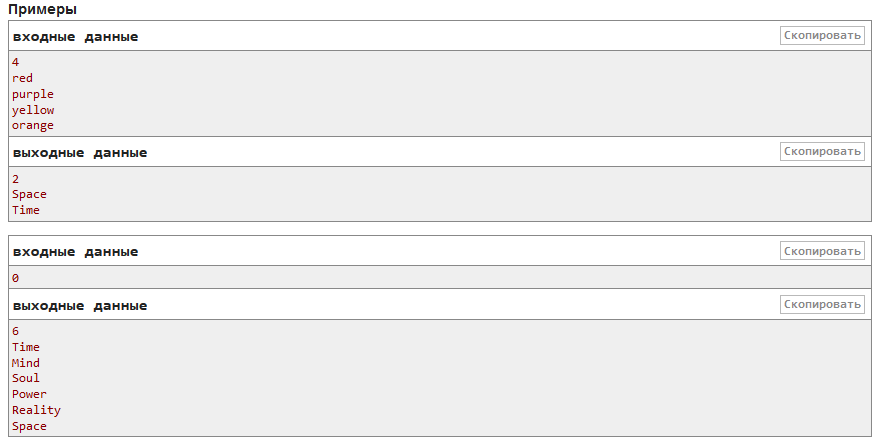 Примеры
входные данные
Скопировать
4
red
purple
yellow
orange
выходные данные
Скопировать
2
Space
Time
входные данные
Скопировать
0
выходные данные
Скопировать
6
Time
Mind
Soul
Power
Reality
Space